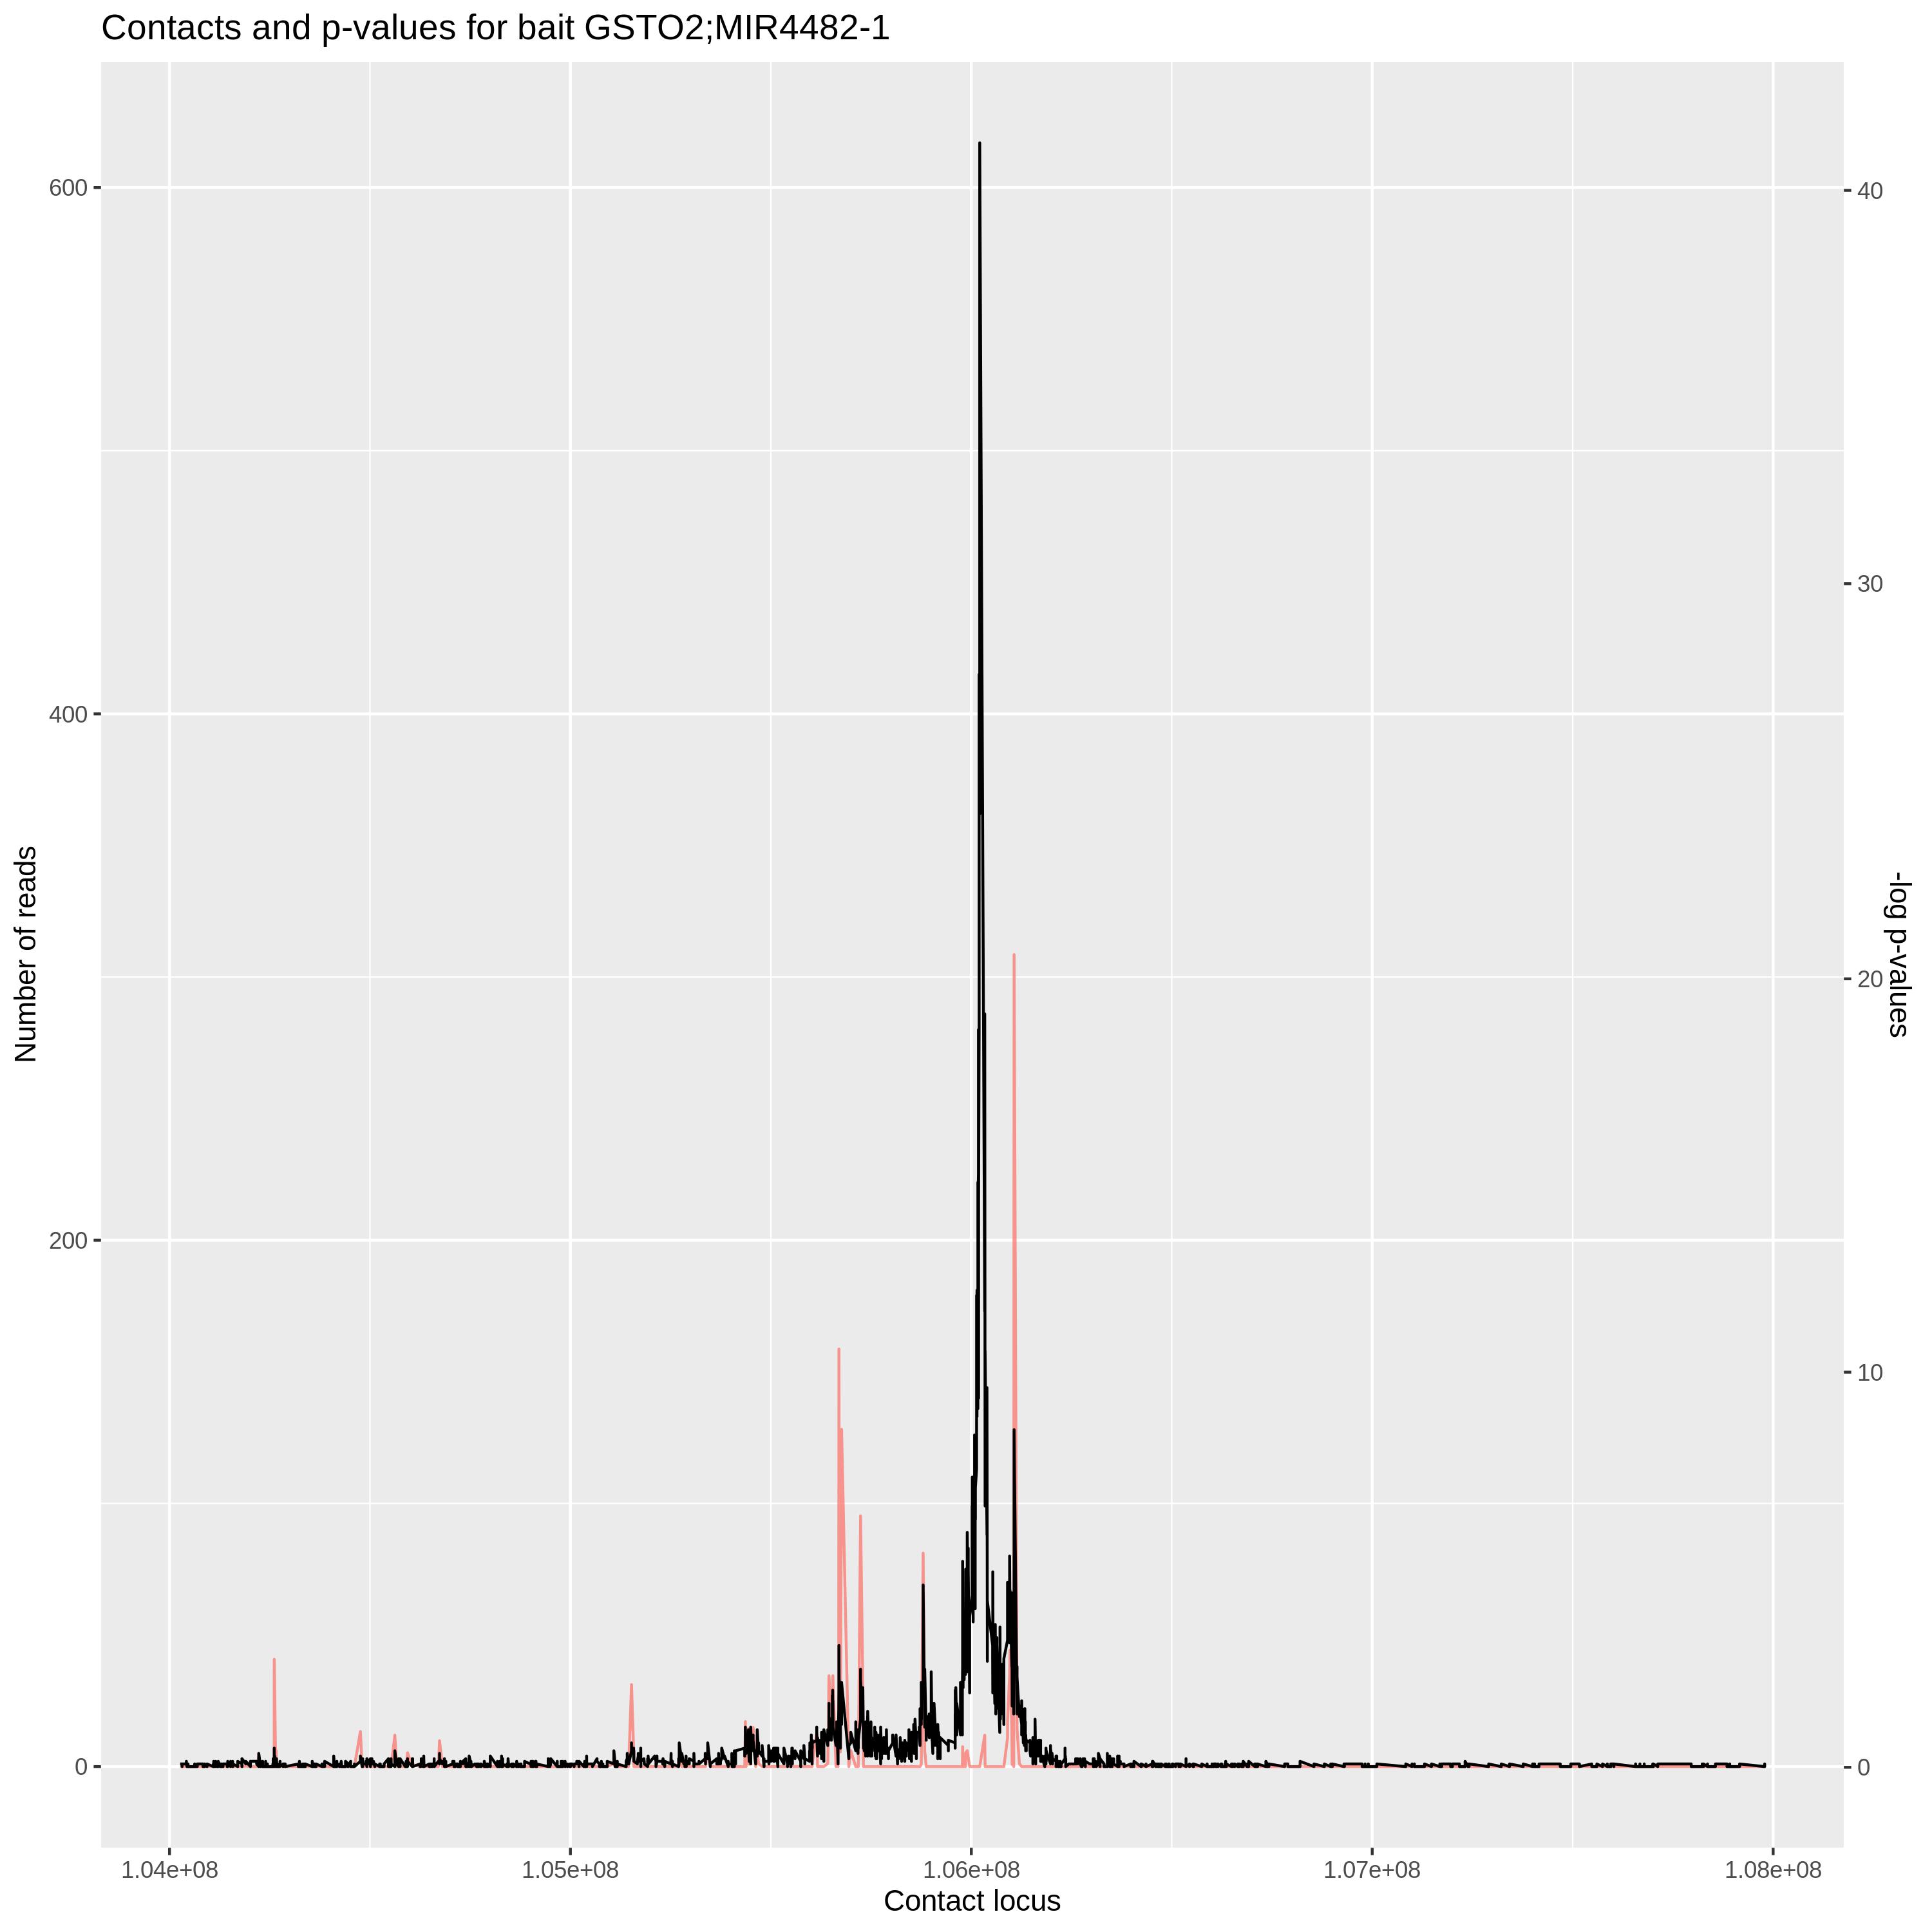 Contacts and p-values for bait GSTO2;MIR4482-1
600
400
200
0
Number of reads
40
30
20
10
0
-log p-values
1.04e+08
1.05e+08
1.06e+08
1.07e+08
1.08e+08
Contact locus